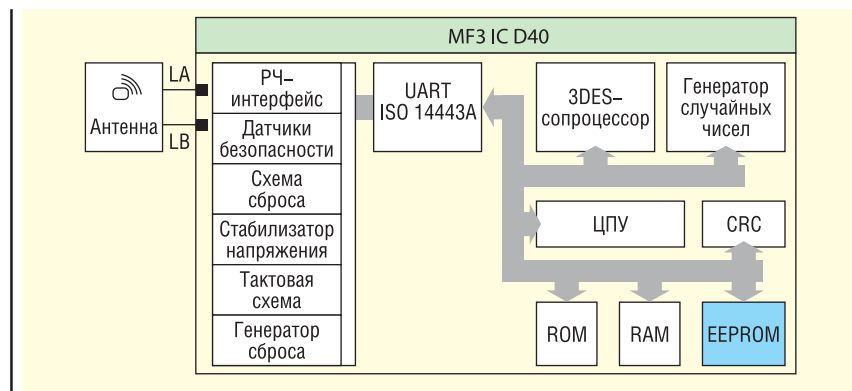 MF3 IC D40
LA
Антенна
LB
РЧ–
интерфейс
Датчики
безопасности
Схема
сброса
Стабилизатор
напряжения
Тактовая
схема
Генератор
сброса
UART
ISO 14443A
3DES–
сопроцессор
Генератор
случайных
чисел
ЦПУ
CRC
ROM
RAM
EEPROM